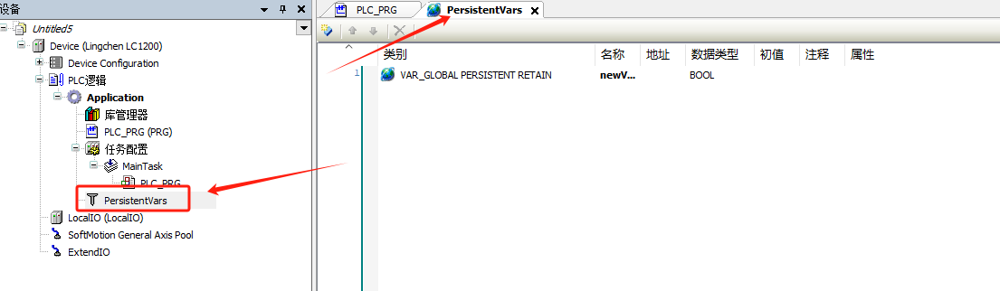 设备
Untitled5
Device (Lingchen LC1200)
Device Configuration
PLC逻辑
Application
库管理器
PLC_PRG (PRG)
任务配置
MainTask
PLC_PRG
PersistentVars
LocalIO (LocalIO)
SoftMotion General Axis Pool
ExtendIO
PLC_PRG PersistentVars
类别 名称 地址 数据类型 初值 注释 属性
1 VAR_GLOBAL PERSISTENT RETAIN newV... BOOL